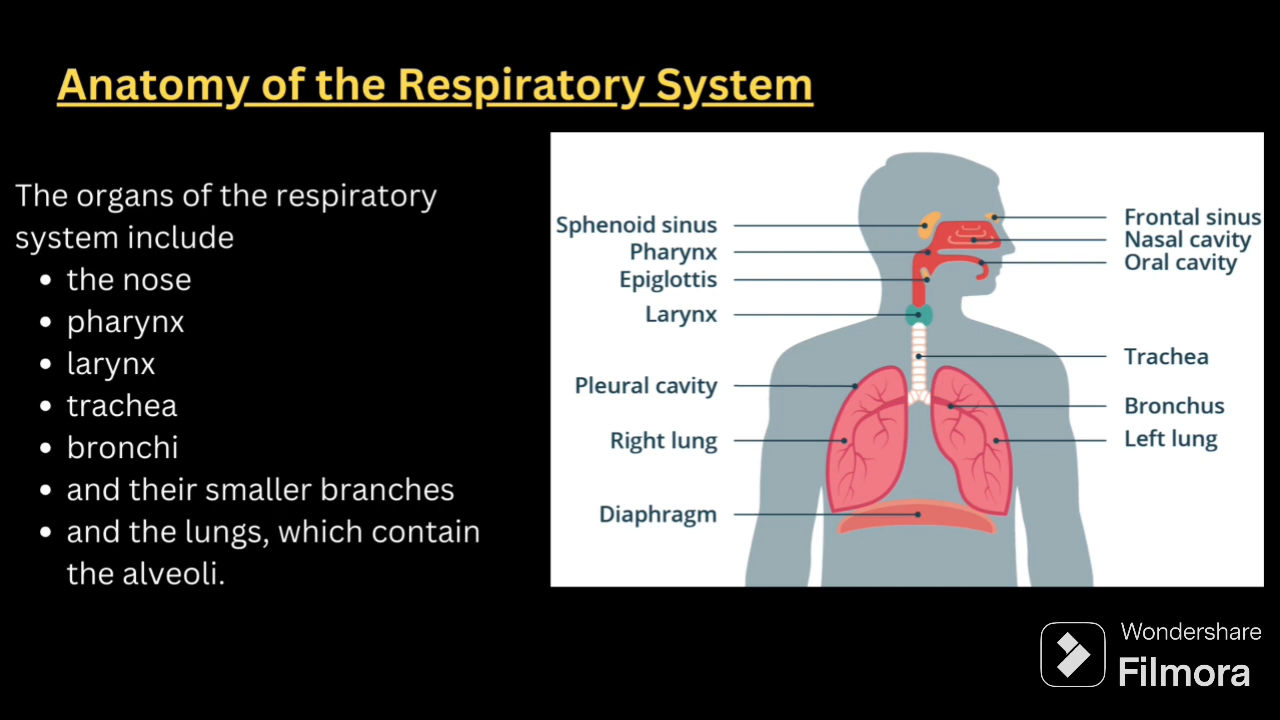 Anatomy of the Respiratory System
The organs of the respiratory
system include
• the nose
• pharynx
• larynx
• trachea
• bronchi
• and their smaller branches
• and the lungs, which contain
the alveoli.
Sphenoid sinus
Pharynx
Epiglottis
Larynx
Pleural cavity
Right lung
Diaphragm
Frontal sinus
Nasal cavity
Oral cavity
Trachea
Bronchus
Left lung
Wondershare
Filmora